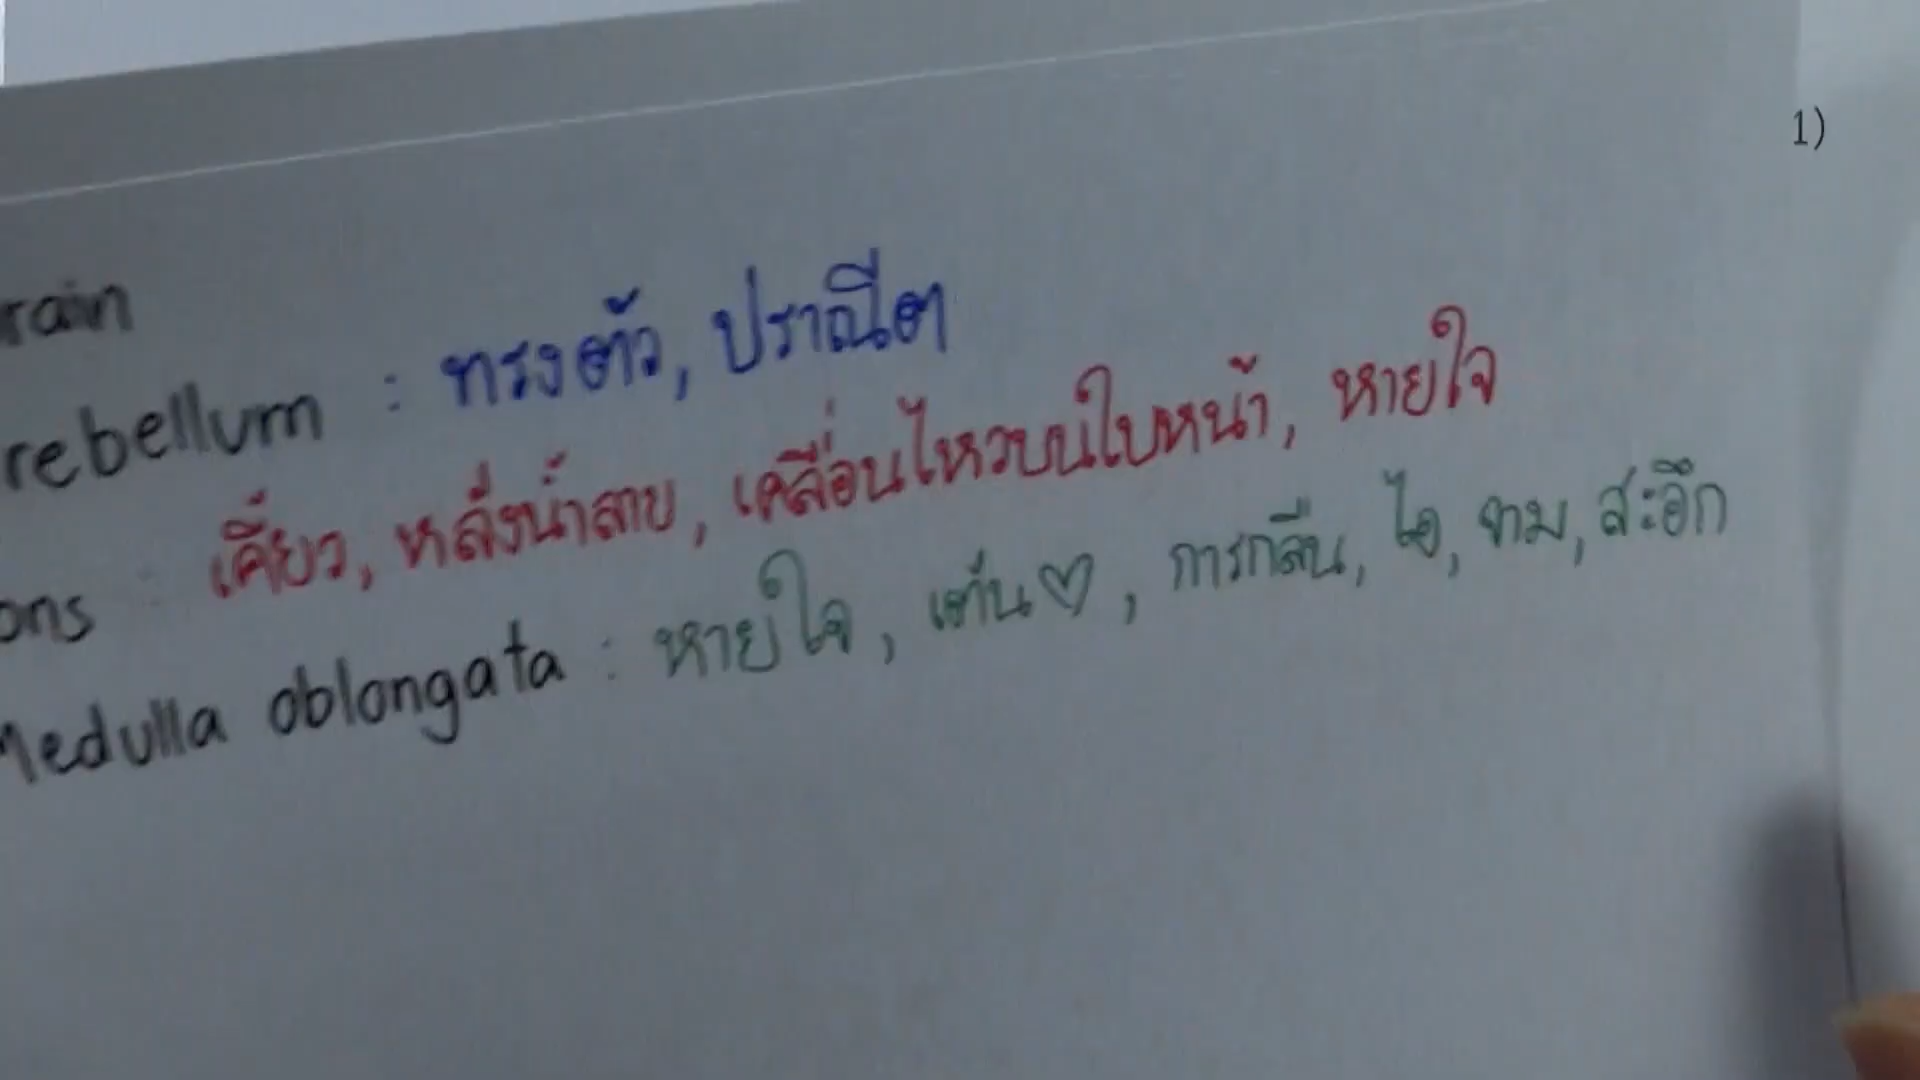 1)
rain
rebellum : ทรงตัว, ปราณีต
ons : เคี้ยว, หลั่งน้ำลาย, เคลื่อนไหวบนใบหน้า, หายใจ
Medulla oblongata : หายใจ, เต้น♡, การกลืน, ไอ, จาม, สะอึก